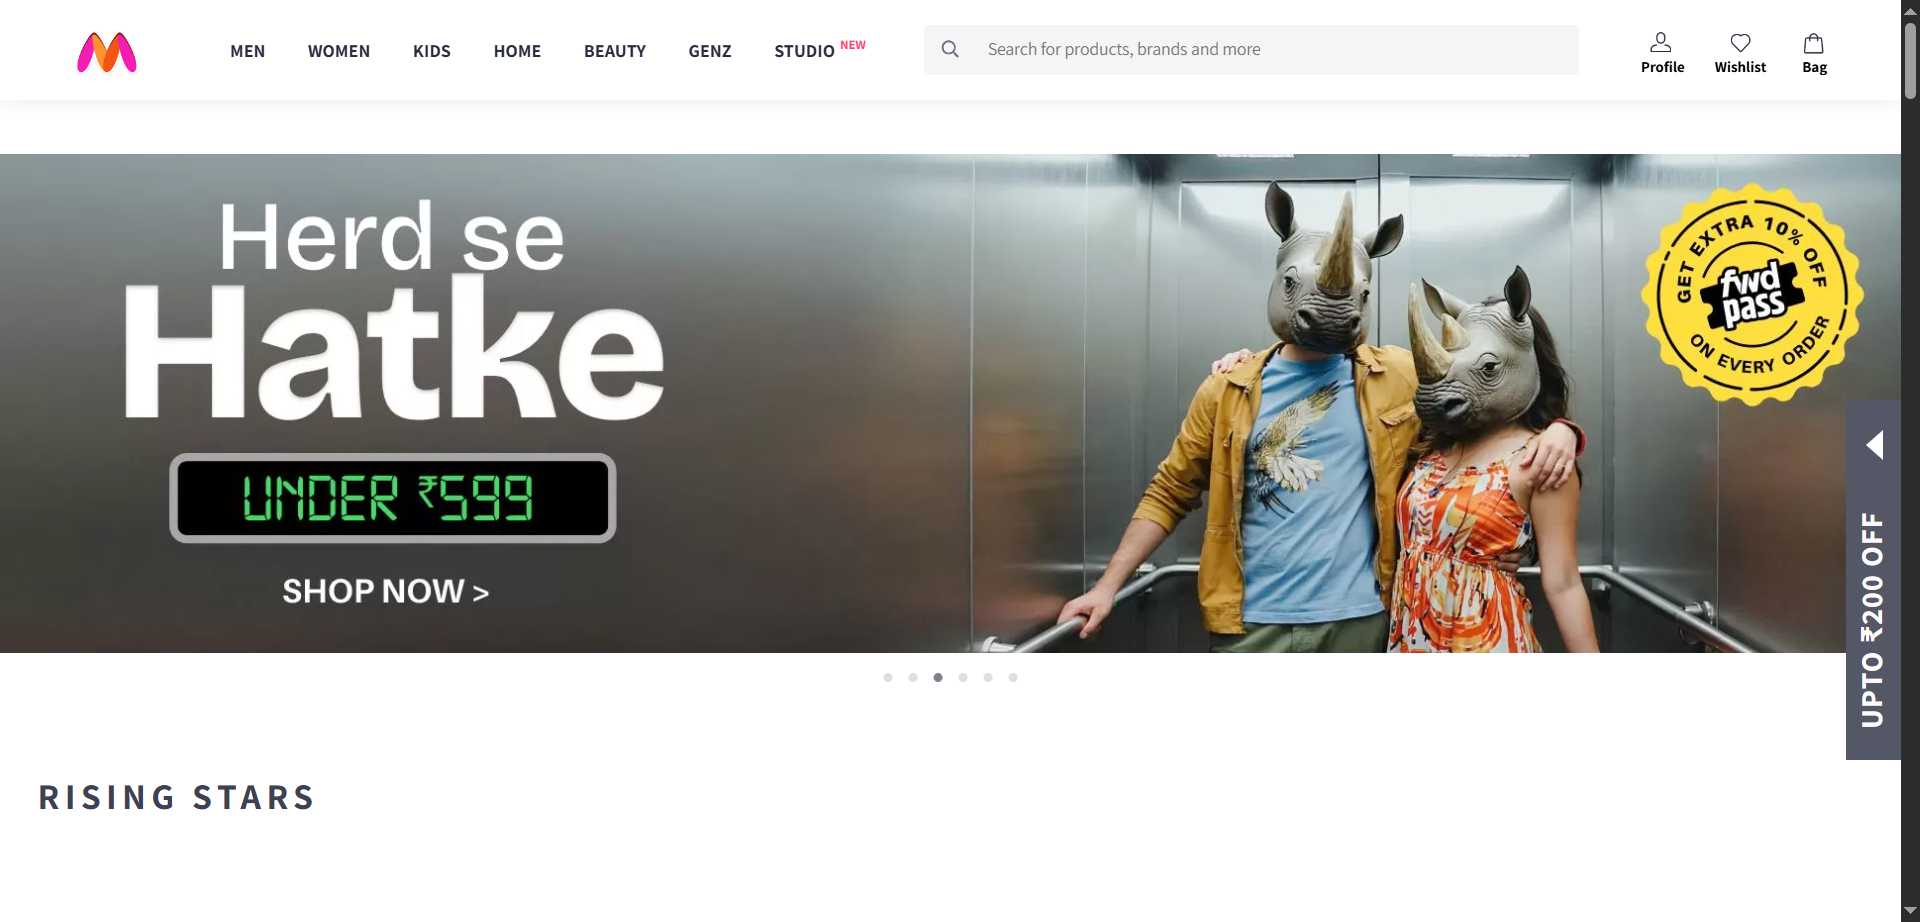 MEN
WOMEN
KIDS
HOME
BEAUTY
GENZ
STUDIO NEW
Search for products, brands and more
Profile
Wishlist
Bag
Herd se
Hatke
UNDER ₹599
SHOP NOW >
GET EXTRA 10% OFF
fwd
pass
ON EVERY ORDER
UPTO ₹200 OFF
RISING STARS